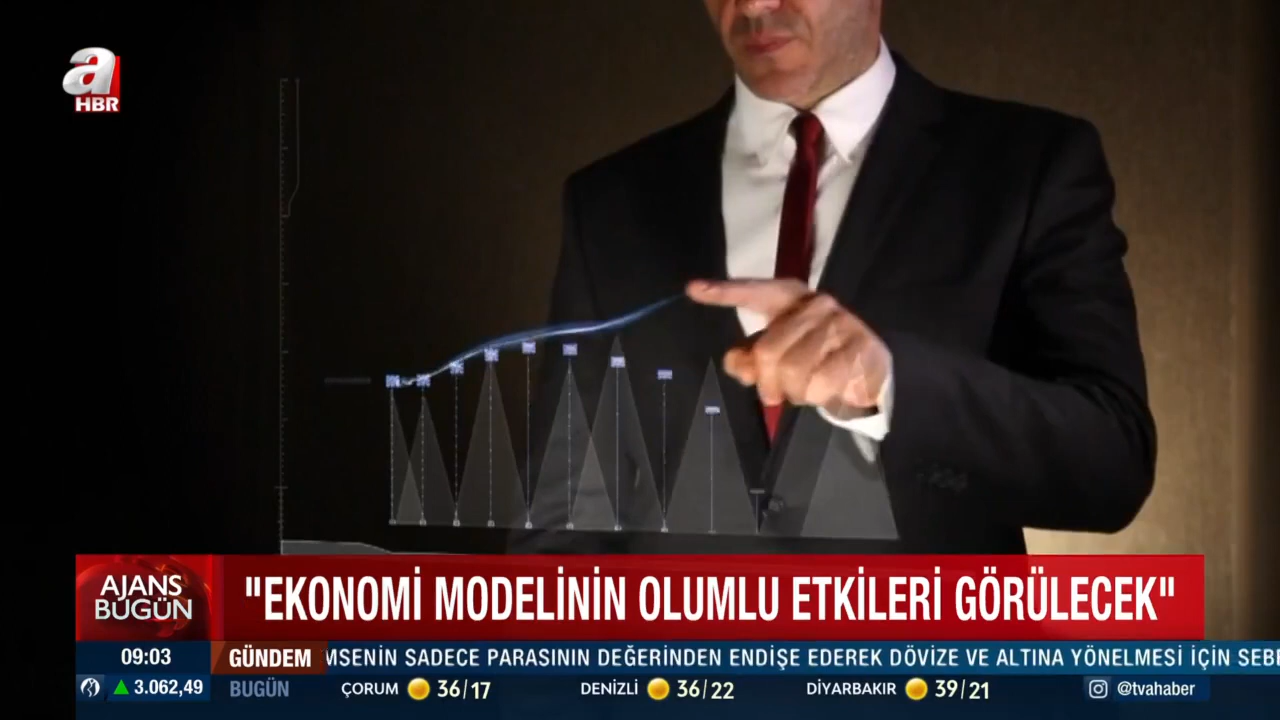 a
HBR
AJANS
BUGÜN
"EKONOMİ MODELİNİN OLUMLU ETKİLERİ GÖRÜLECEK"
09:03
GÜNDEM
MSENİN SADECE PARASININ DEĞERİNDEN ENDİŞE EDEREK DÖVİZE VE ALTINA YÖNELMESİ İÇİN SEBE
3.062,49
BUGÜN
ÇORUM 36/17
DENİZLİ 36/22
DİYARBAKIR 39/21
@tvahaber